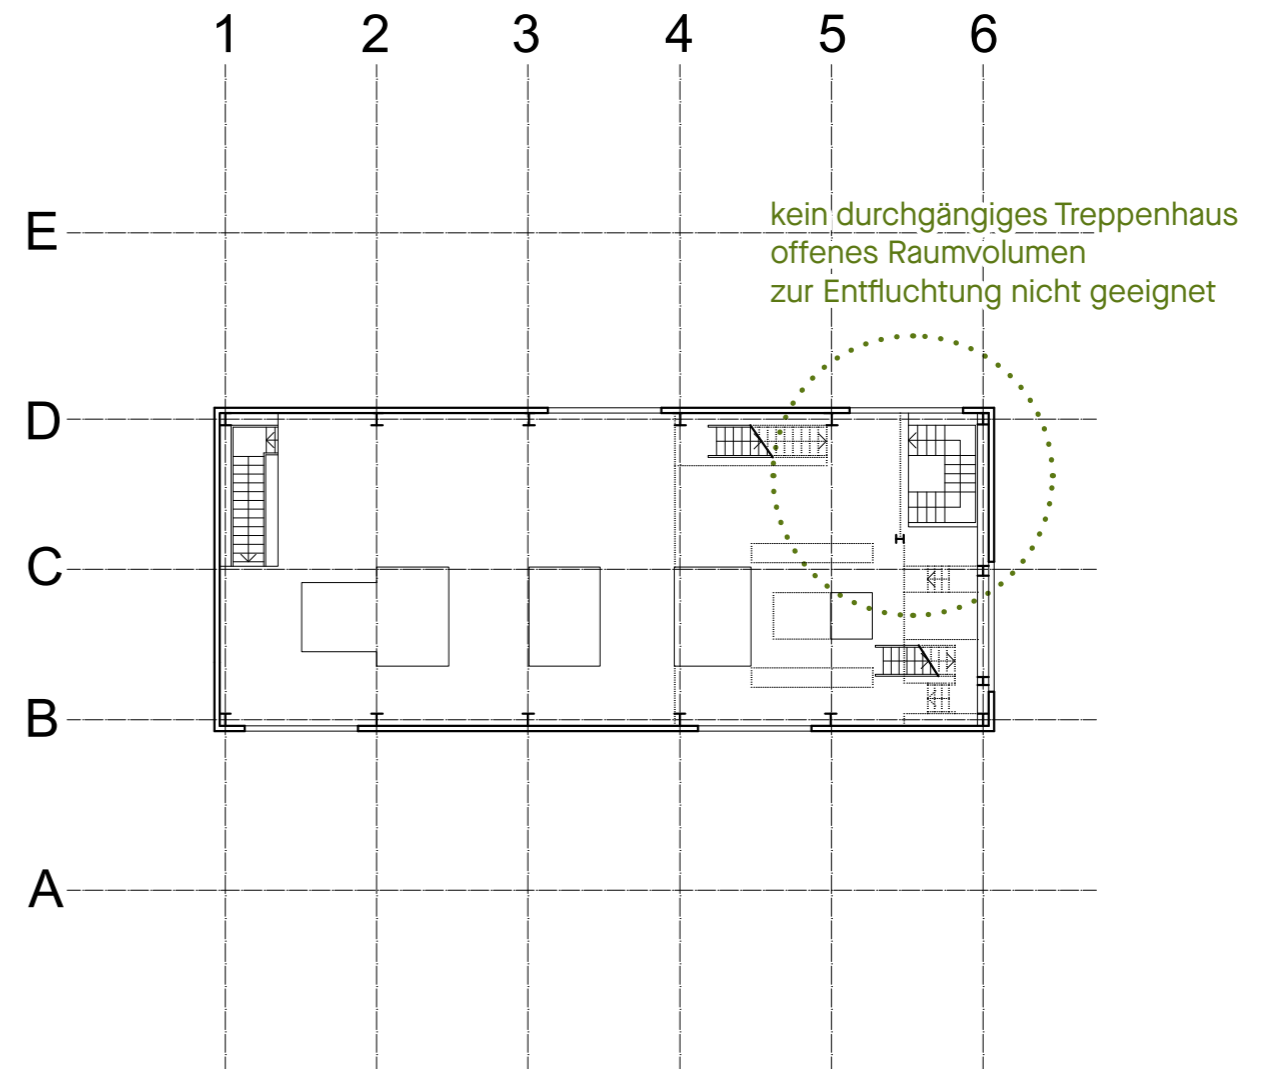 1 2 3 4 5 6
E
kein durchgängiges Treppenhaus
offenes Raumvolumen
zur Entfluchtung nicht geeignet
D
C
B
A